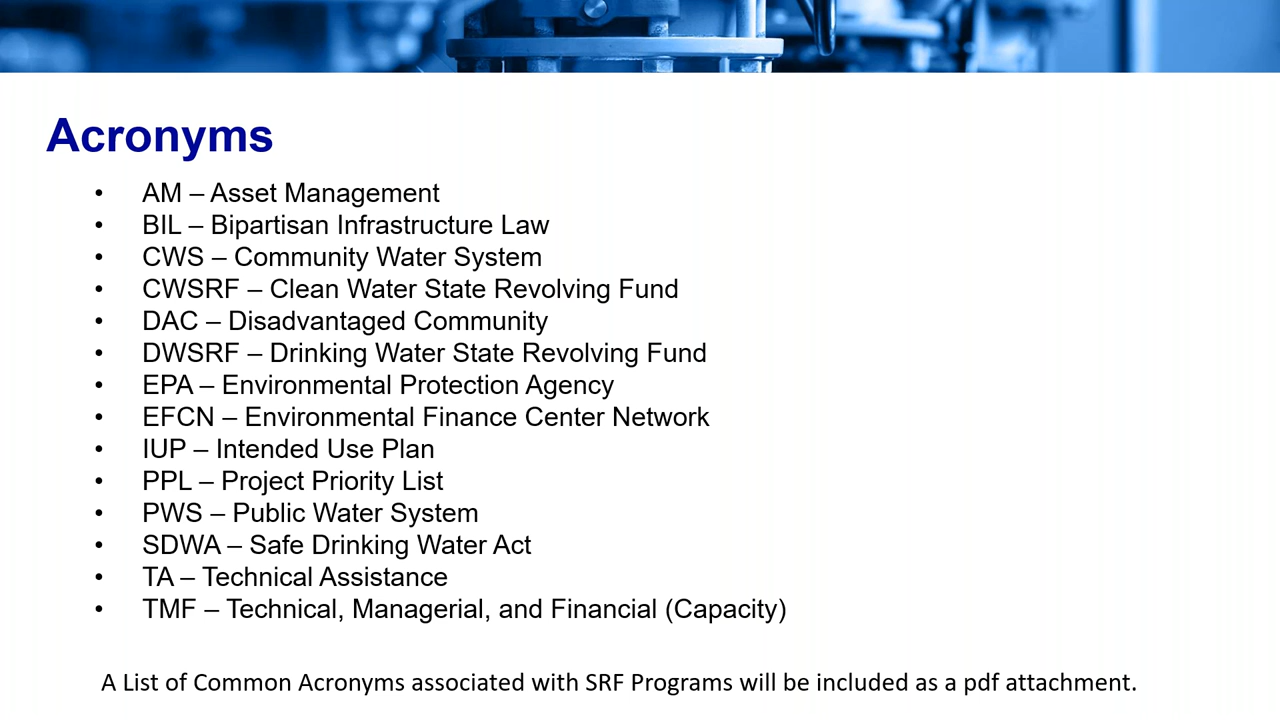 Acronyms
• AM – Asset Management
• BIL – Bipartisan Infrastructure Law
• CWS – Community Water System
• CWSRF – Clean Water State Revolving Fund
• DAC – Disadvantaged Community
• DWSRF – Drinking Water State Revolving Fund
• EPA – Environmental Protection Agency
• EFCN – Environmental Finance Center Network
• IUP – Intended Use Plan
• PPL – Project Priority List
• PWS – Public Water System
• SDWA – Safe Drinking Water Act
• TA – Technical Assistance
• TMF – Technical, Managerial, and Financial (Capacity)
A List of Common Acronyms associated with SRF Programs will be included as a pdf attachment.